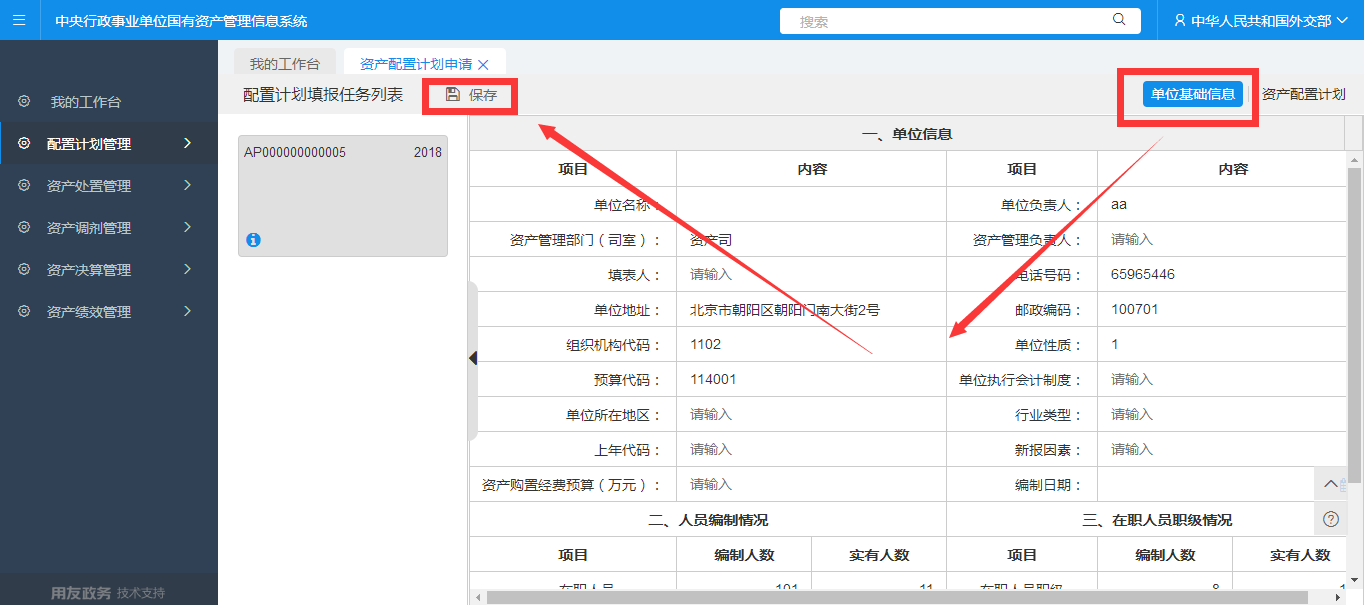 中央行政事业单位国有资产管理信息系统
搜索
中华人民共和国外交部
我的工作台
资产配置计划申请
配置计划填报任务列表
保存
单位基础信息
资产配置计划
我的工作台
配置计划管理
资产处置管理
资产调剂管理
资产决算管理
资产绩效管理
用友政务 技术支持
AP000000000005 2018
一、单位信息
项目 内容 项目 内容
单位名称： 单位负责人： aa
资产管理部门（司室）： 资产司 资产管理负责人： 请输入
填表人： 请输入 电话号码： 65965446
单位地址： 北京市朝阳区朝阳门南大街2号 邮政编码： 100701
组织机构代码： 1102 单位性质： 1
预算代码： 114001 单位执行会计制度： 请输入
单位所在地区： 请输入 行业类型： 请输入
上年代码： 请输入 新报因素： 请输入
资产购置经费预算（万元）： 请输入 编制日期：
二、人员编制情况 三、在职人员职级情况
项目 编制人数 实有人数 项目 编制人数 实有人数
在职人员 101 11 在职人员职级